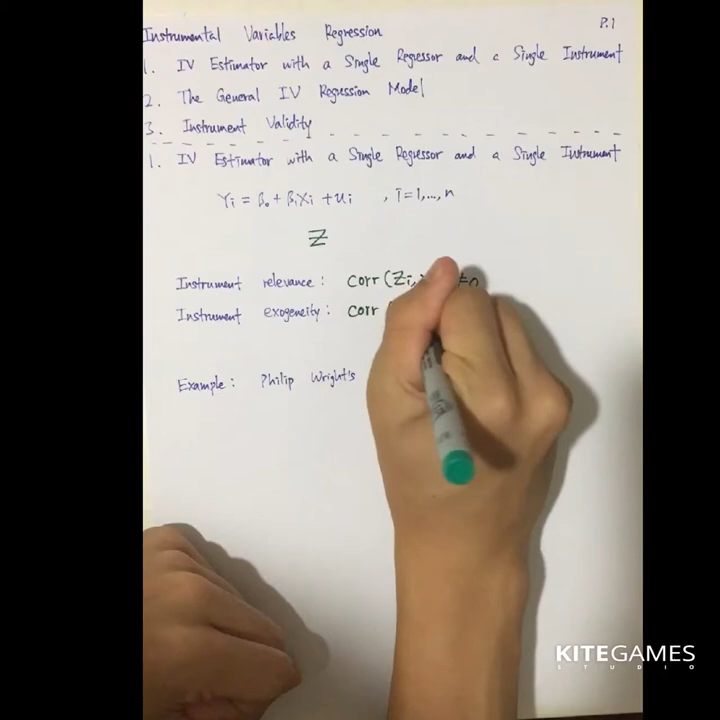 P.1
Instrumental Variables Regression
1. IV Estimator with a Single Regressor and a Single Instrument
2. The General IV Regression Model
3. Instrument Validity
1. IV Estimator with a Single Regressor and a Single Instrument
Yi = β0 + β1Xi + ui , i=1,...,n
Z
Instrument relevance: corr(Zi, ≠0
Instrument exogeneity: corr
Example: Philip Wright's
KITEGAMES
STUDIO